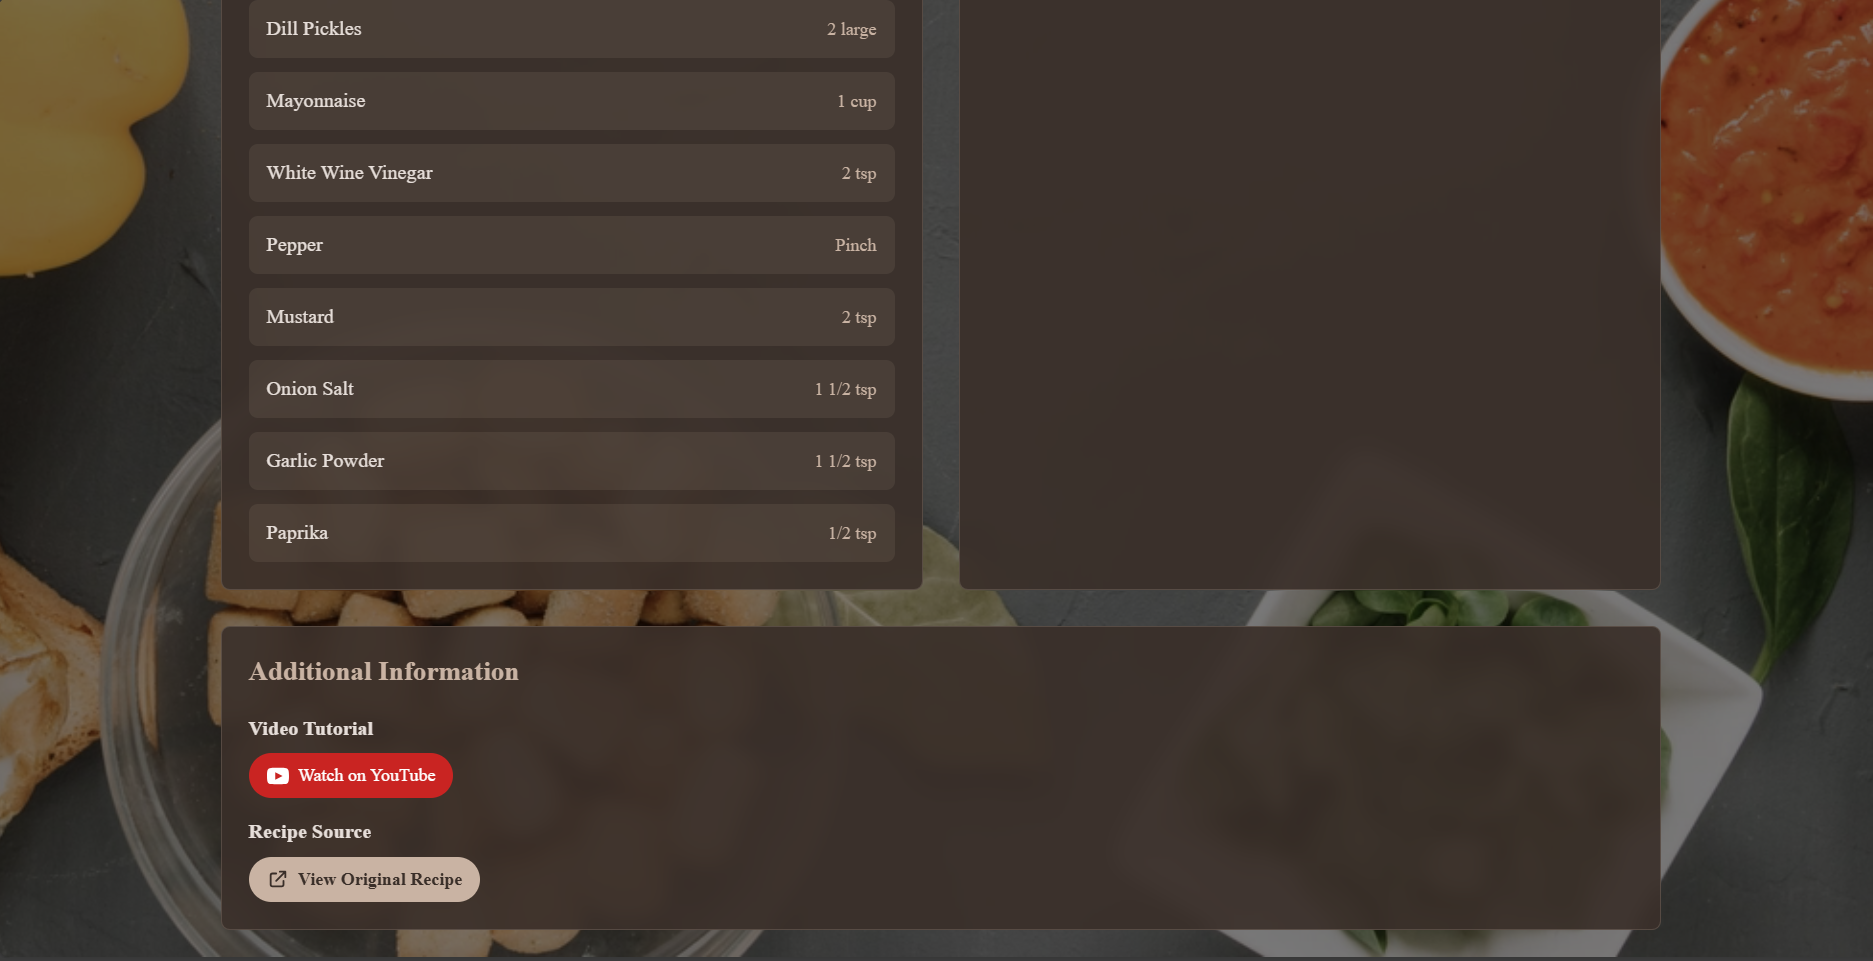 Dill Pickles 2 large
Mayonnaise 1 cup
White Wine Vinegar 2 tsp
Pepper Pinch
Mustard 2 tsp
Onion Salt 1 1/2 tsp
Garlic Powder 1 1/2 tsp
Paprika 1/2 tsp
Additional Information
Video Tutorial
Watch on YouTube
Recipe Source
View Original Recipe